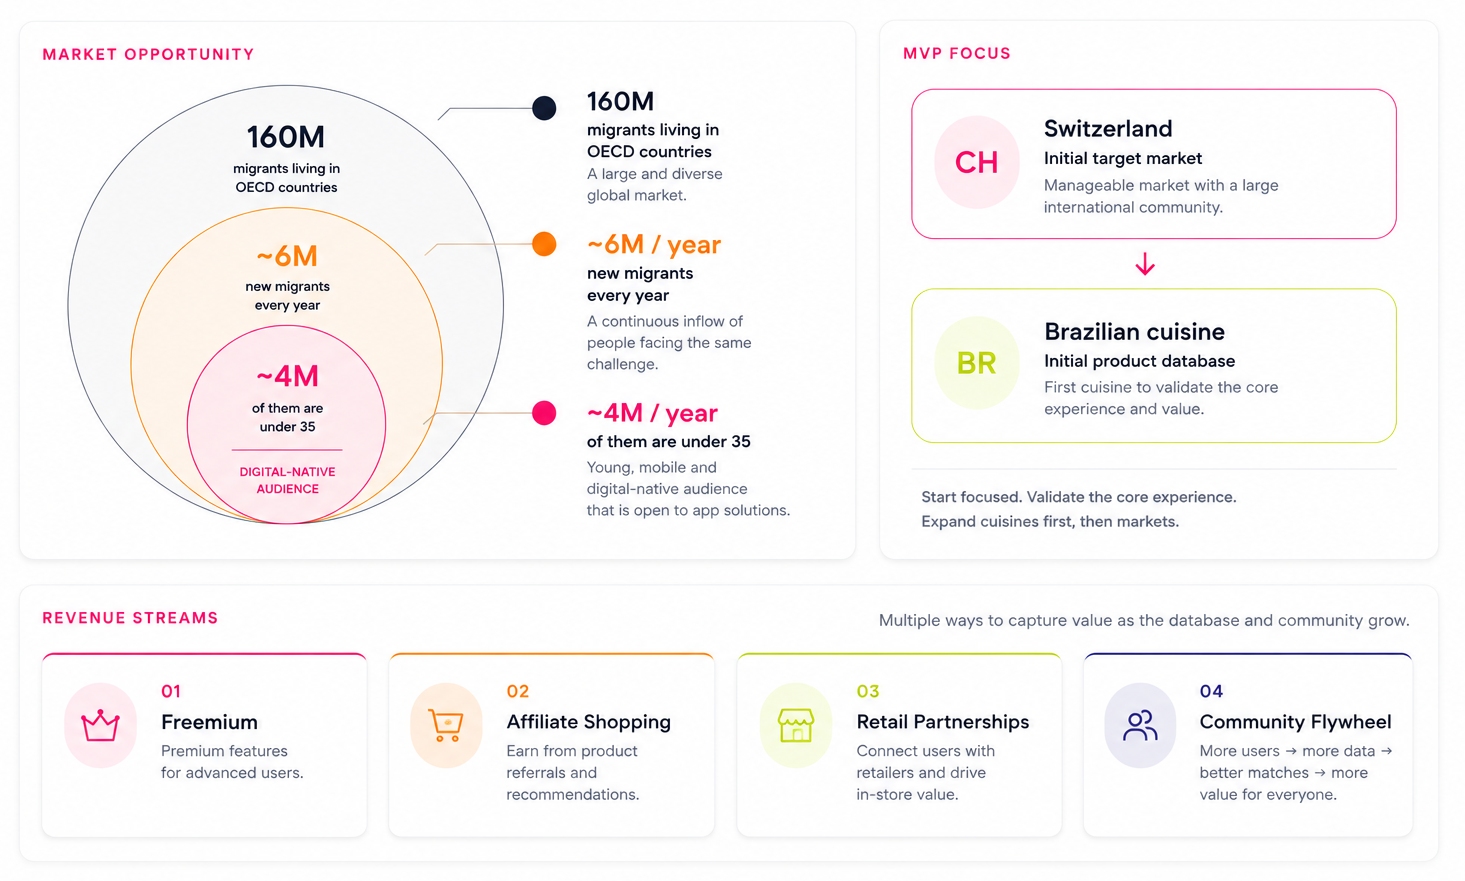 MARKET OPPORTUNITY
160M
migrants living in
OECD countries
~6M
new migrants
every year
~4M
of them are
under 35
DIGITAL-NATIVE
AUDIENCE
160M
migrants living in
OECD countries
A large and diverse
global market.
~6M / year
new migrants
every year
A continuous inflow of
people facing the same
challenge.
~4M / year
of them are under 35
Young, mobile and
digital-native audience
that is open to app solutions.
MVP FOCUS
CH
Switzerland
Initial target market
Manageable market with a large
international community.
BR
Brazilian cuisine
Initial product database
First cuisine to validate the core
experience and value.
Start focused. Validate the core experience.
Expand cuisines first, then markets.
REVENUE STREAMS
Multiple ways to capture value as the database and community grow.
01
Freemium
Premium features
for advanced users.
02
Affiliate Shopping
Earn from product
referrals and
recommendations.
03
Retail Partnerships
Connect users with
retailers and drive
in-store value.
04
Community Flywheel
More users → more data →
better matches → more
value for everyone.